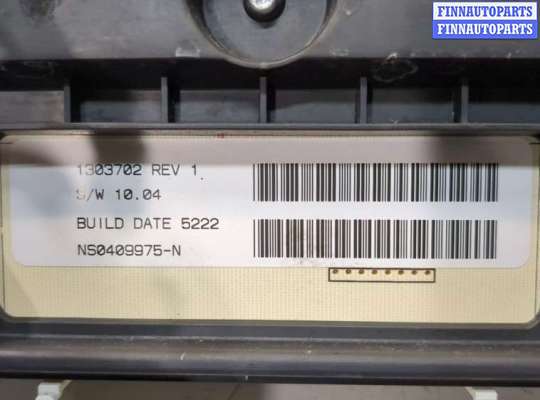 FINNAUTOPARTS
FINNAUTOPARTS
1303702 REV 1
S/W 10.04
BUILD DATE 5222
NS0409975-N